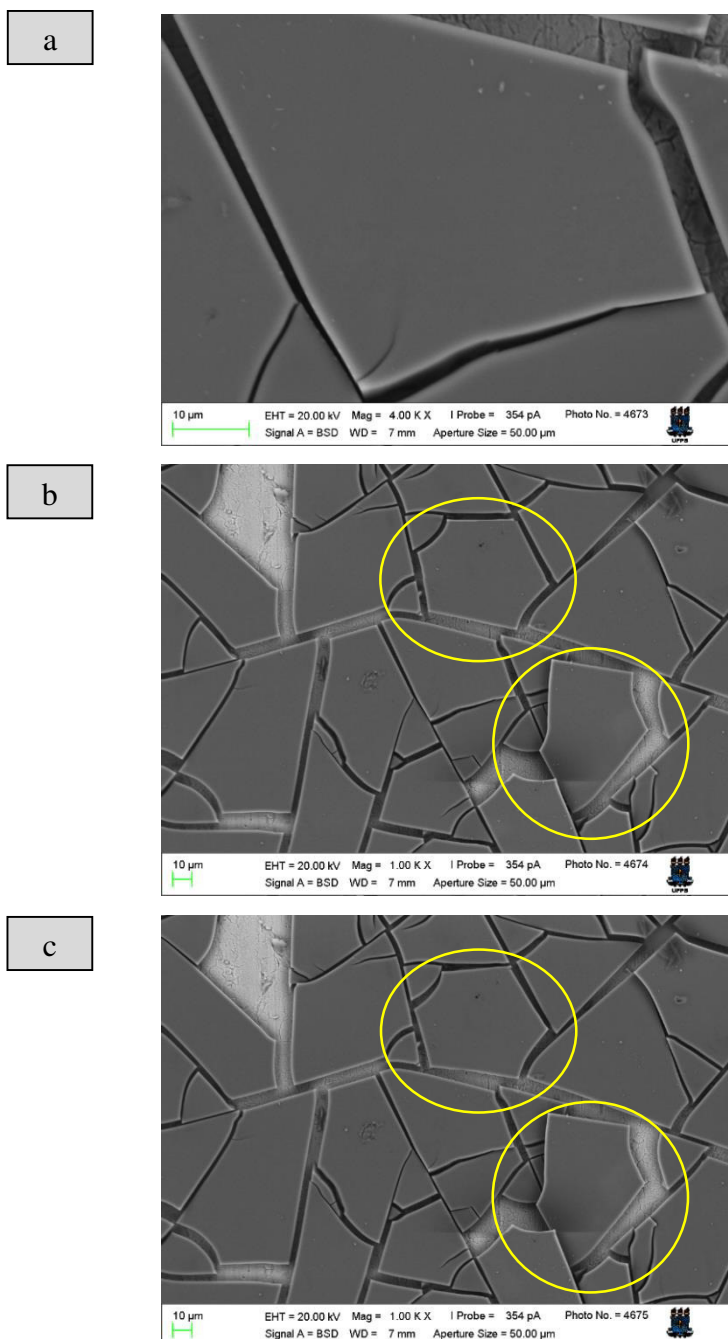 a
10 µm EHT = 20.00 kV Mag = 4.00 K X I Probe = 354 pA Photo No. = 4673
Signal A = BSD WD = 7 mm Aperture Size = 50.00 µm
UFPB
b
10 µm EHT = 20.00 kV Mag = 1.00 K X I Probe = 354 pA Photo No. = 4674
Signal A = BSD WD = 7 mm Aperture Size = 50.00 µm
UFPB
c
10 µm EHT = 20.00 kV Mag = 1.00 K X I Probe = 354 pA Photo No. = 4675
Signal A = BSD WD = 7 mm Aperture Size = 50.00 µm